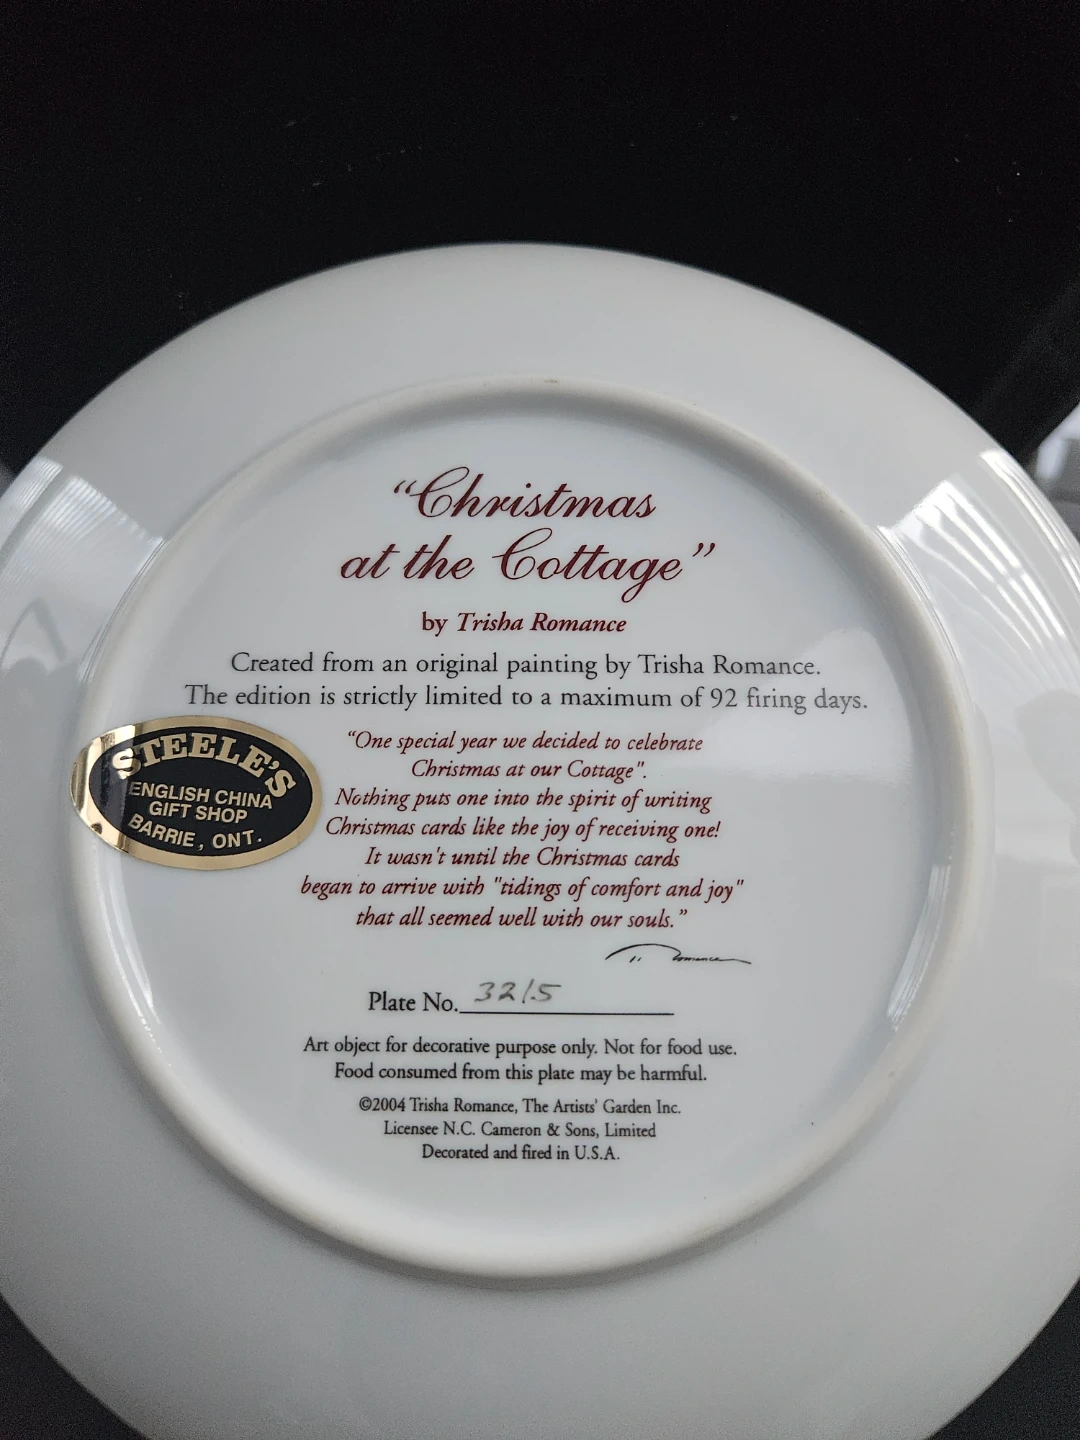 “Christmas
at the Cottage”
by Trisha Romance
Created from an original painting by Trisha Romance.
The edition is strictly limited to a maximum of 92 firing days.
STEELE'S
ENGLISH CHINA
GIFT SHOP
BARRIE, ONT.
“One special year we decided to celebrate
Christmas at our Cottage".
Nothing puts one into the spirit of writing
Christmas cards like the joy of receiving one!
It wasn't until the Christmas cards
began to arrive with "tidings of comfort and joy"
that all seemed well with our souls.”
T. Romance
Plate No. 3215
Art object for decorative purpose only. Not for food use.
Food consumed from this plate may be harmful.
©2004 Trisha Romance, The Artists' Garden Inc.
Licensee N.C. Cameron & Sons, Limited
Decorated and fired in U.S.A.